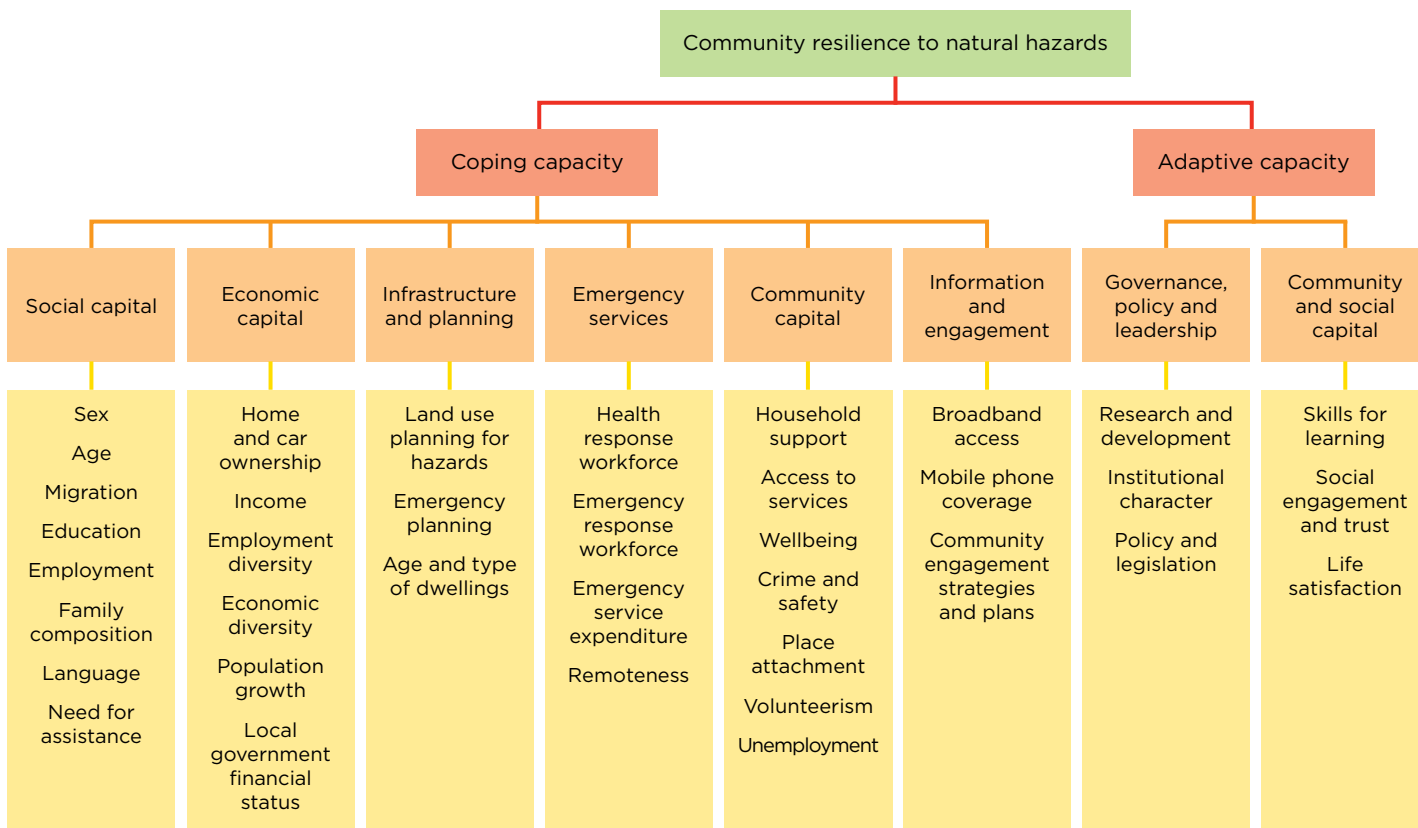 Community resilience to natural hazards
Coping capacity
Adaptive capacity
Social capital
Economic
capital
Infrastructure
and planning
Emergency
services
Community
capital
Information
and
engagement
Governance,
policy and
leadership
Community
and social
capital
Sex
Age
Migration
Education
Employment
Family
composition
Language
Need for
assistance
Home
and car
ownership
Income
Employment
diversity
Economic
diversity
Population
growth
Local
government
financial
status
Land use
planning for
hazards
Emergency
planning
Age and type
of dwellings
Health
response
workforce
Emergency
response
workforce
Emergency
service
expenditure
Remoteness
Household
support
Access to
services
Wellbeing
Crime and
safety
Place
attachment
Volunteerism
Unemployment
Broadband
access
Mobile phone
coverage
Community
engagement
strategies
and plans
Research and
development
Institutional
character
Policy and
legislation
Skills for
learning
Social
engagement
and trust
Life
satisfaction